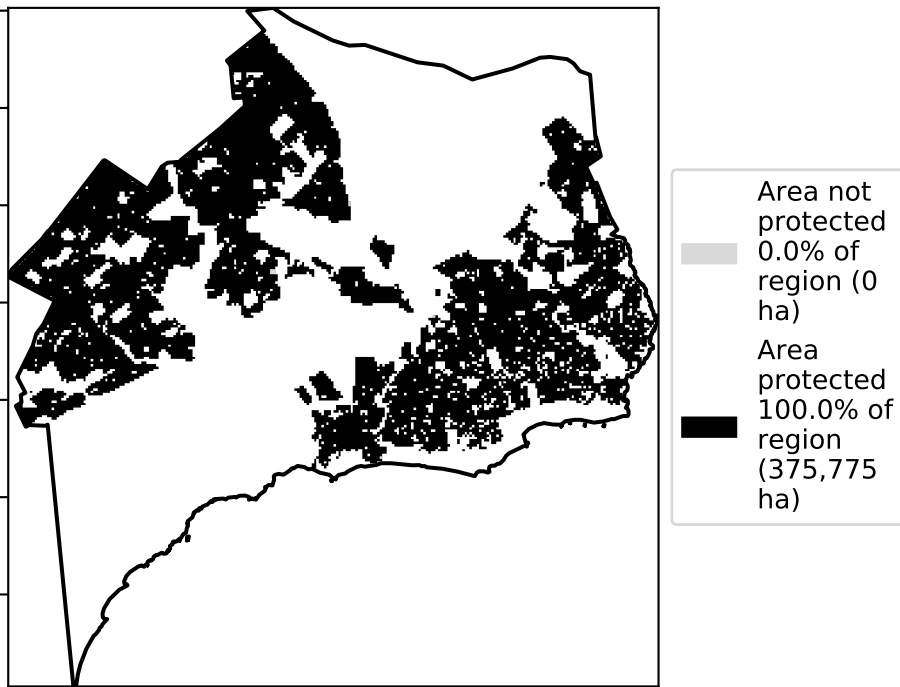 Area not
protected
0.0% of
region (0
ha)
Area
protected
100.0% of
region
(375,775
ha)